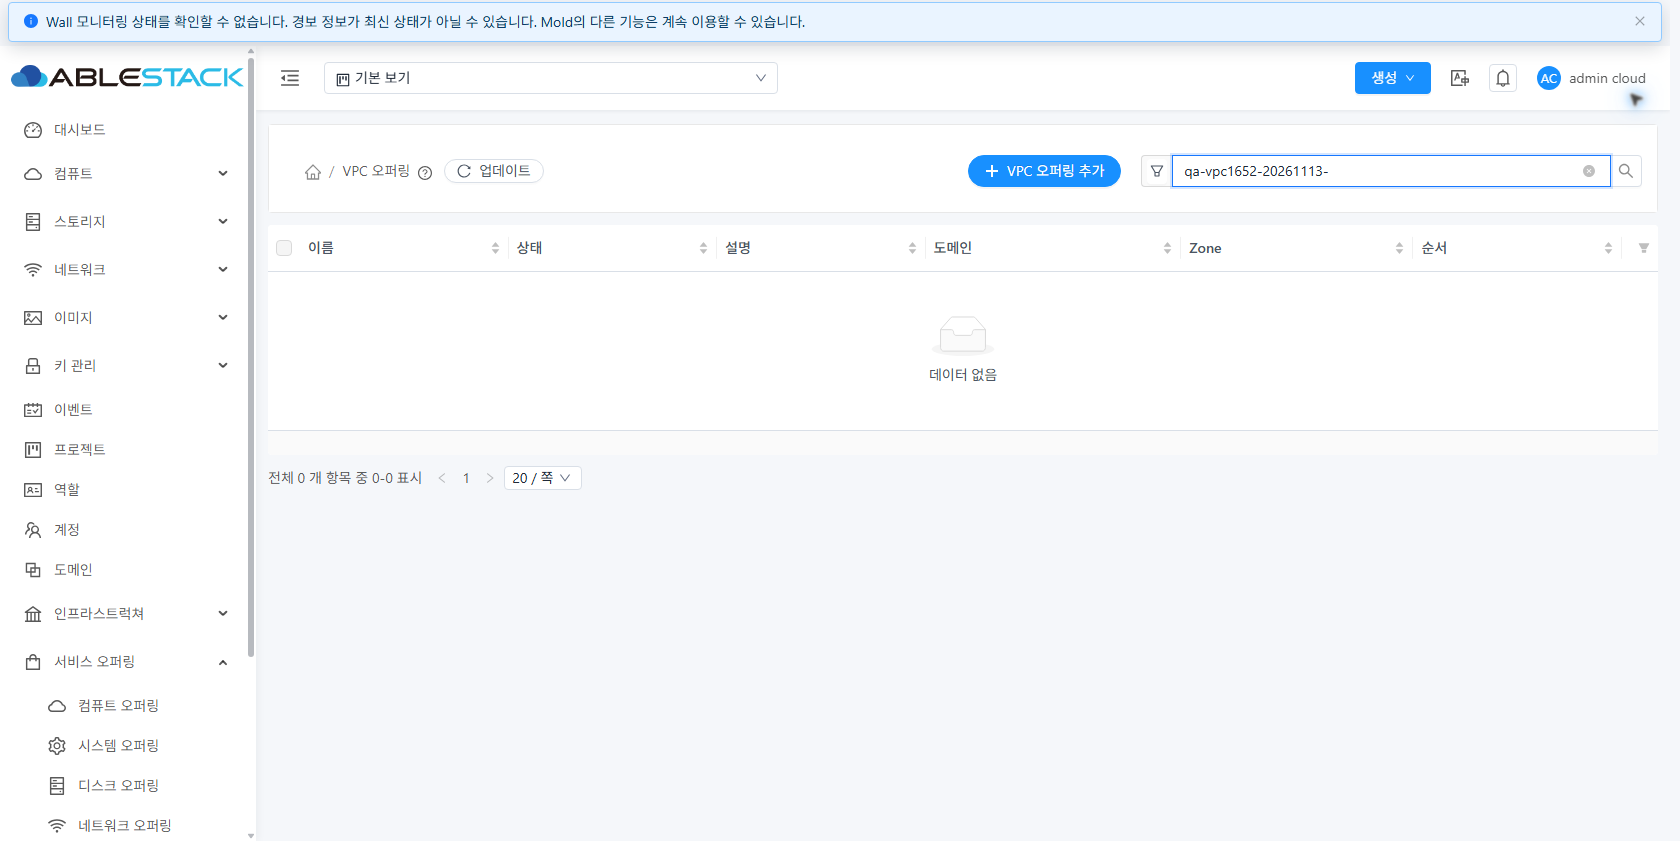 Wall 모니터링 상태를 확인할 수 없습니다. 경보 정보가 최신 상태가 아닐 수 있습니다. Mold의 다른 기능은 계속 이용할 수 있습니다.
ABLESTACK
기본 보기
생성
AC admin cloud
대시보드
컴퓨트
스토리지
네트워크
이미지
키 관리
이벤트
프로젝트
역할
계정
도메인
인프라스트럭쳐
서비스 오퍼링
컴퓨트 오퍼링
시스템 오퍼링
디스크 오퍼링
네트워크 오퍼링
/ VPC 오퍼링 업데이트
VPC 오퍼링 추가
qa-vpc1652-20261113-
이름 상태 설명 도메인 Zone 순서
데이터 없음
전체 0 개 항목 중 0-0 표시 1 20 / 쪽